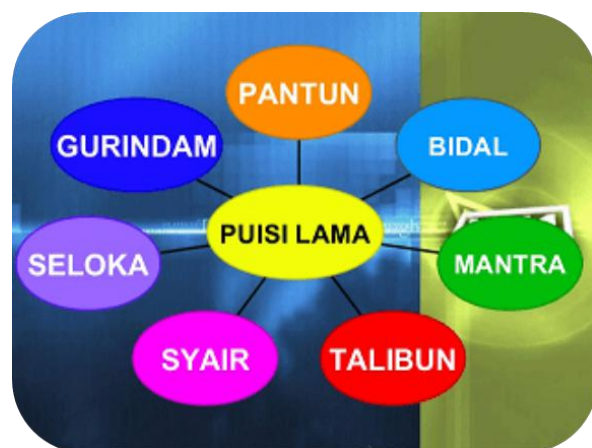 PANTUN
GURINDAM
BIDAL
PUISI LAMA
SELOKA
MANTRA
SYAIR
TALIBUN